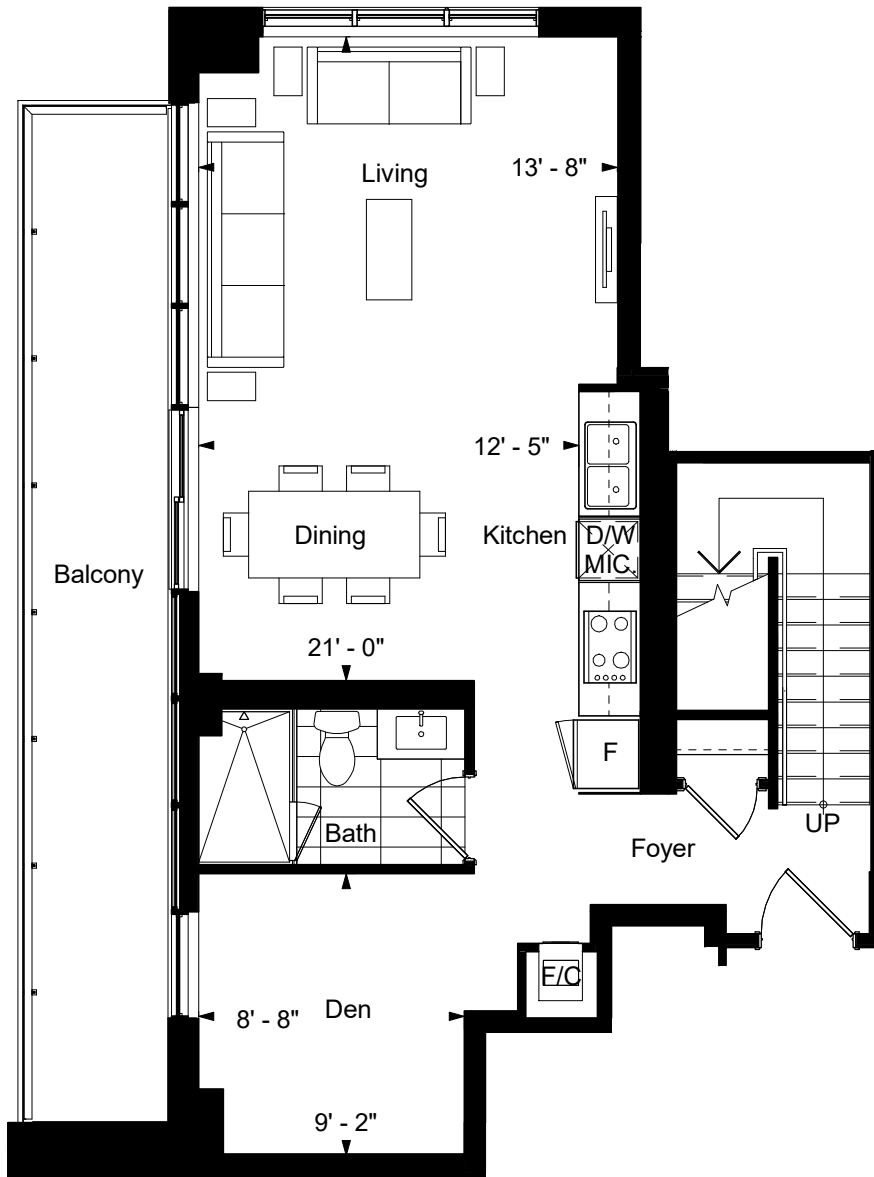 Living
13' - 8"
12' - 5"
Dining
Kitchen
D/W
MIC.
Balcony
21' - 0"
F
Bath
UP
Foyer
F/C
Den
8' - 8"
9' - 2"